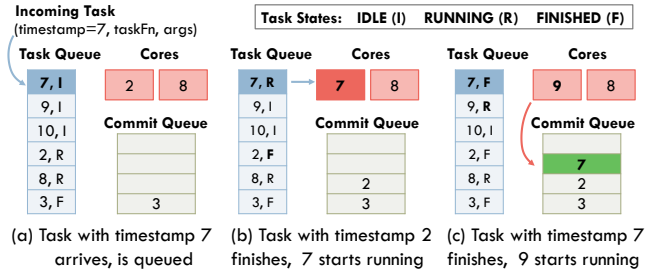 Incoming Task
(timestamp=7, taskFn, args)
Task States: IDLE (I) RUNNING (R) FINISHED (F)
Task Queue Cores
7, I
2 8
9, I
10, I
Commit Queue
2, R
8, R
3, F
3
(a) Task with timestamp 7
arrives, is queued
Task Queue Cores
7, R
7 8
9, I
10, I
Commit Queue
2, F
8, R
2
3, F
3
(b) Task with timestamp 2
finishes, 7 starts running
Task Queue Cores
7, F
9 8
9, R
10, I
Commit Queue
2, F
7
8, R
2
3, F
3
(c) Task with timestamp 7
finishes, 9 starts running